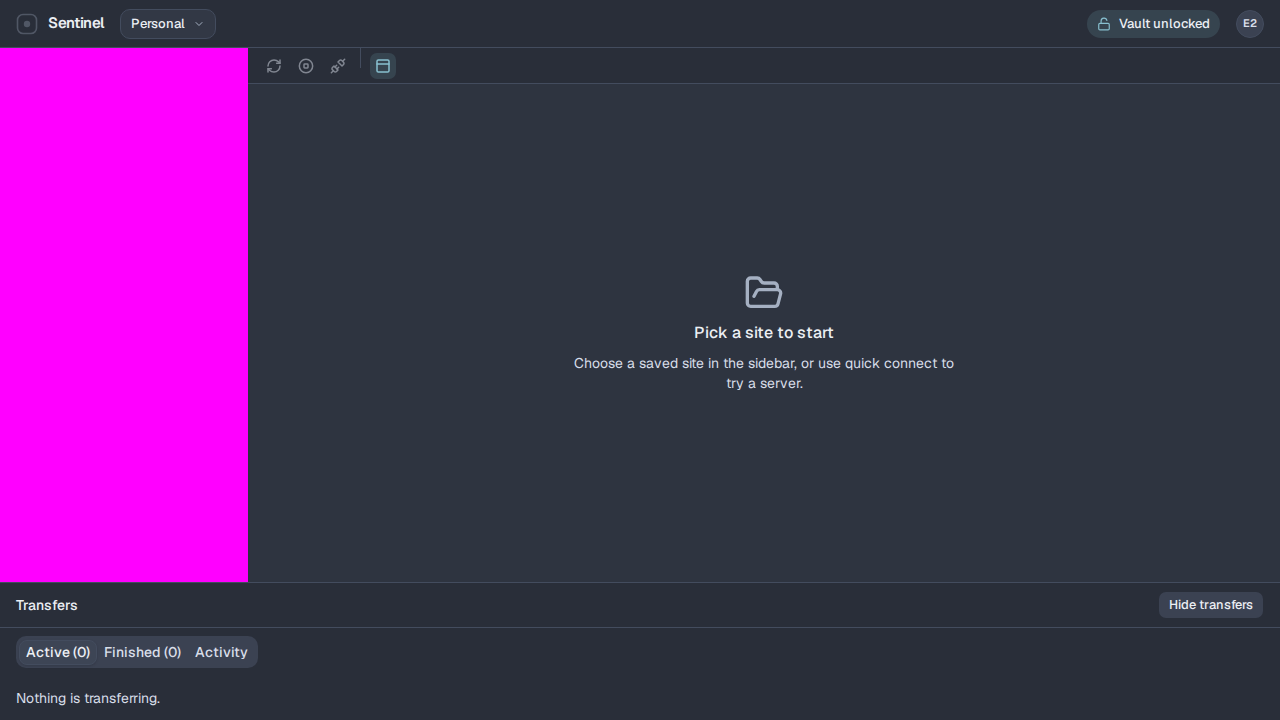 Sentinel
Personal
Vault unlocked
E2
Pick a site to start
Choose a saved site in the sidebar, or use quick connect to
try a server.
Transfers
Hide transfers
Active (0)
Finished (0)
Activity
Nothing is transferring.